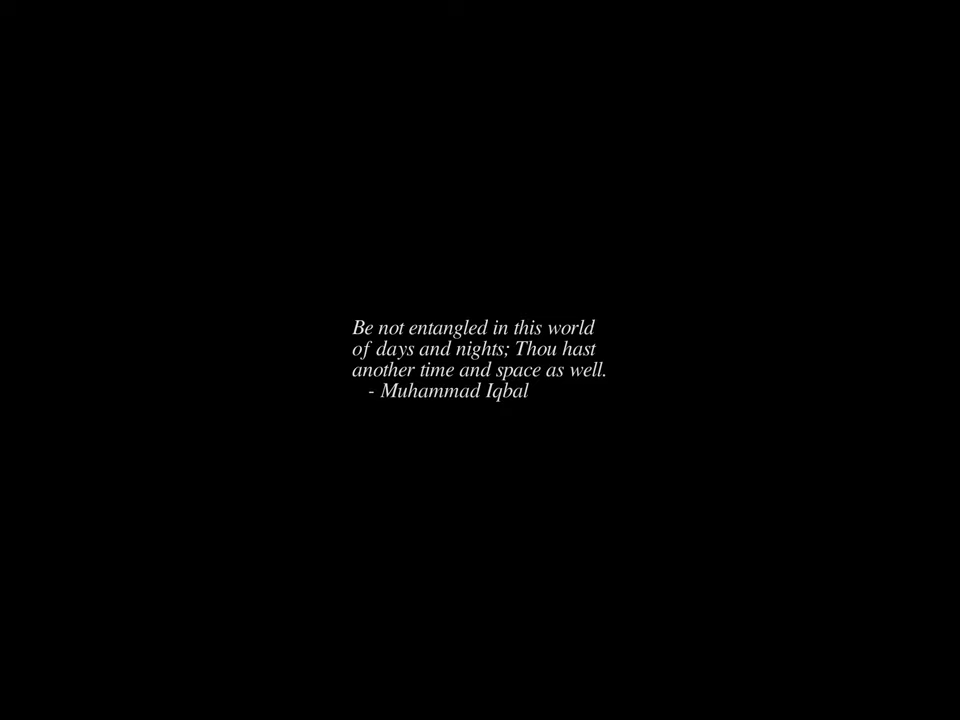 Be not entangled in this world
of days and nights; Thou hast
another time and space as well.
- Muhammad Iqbal